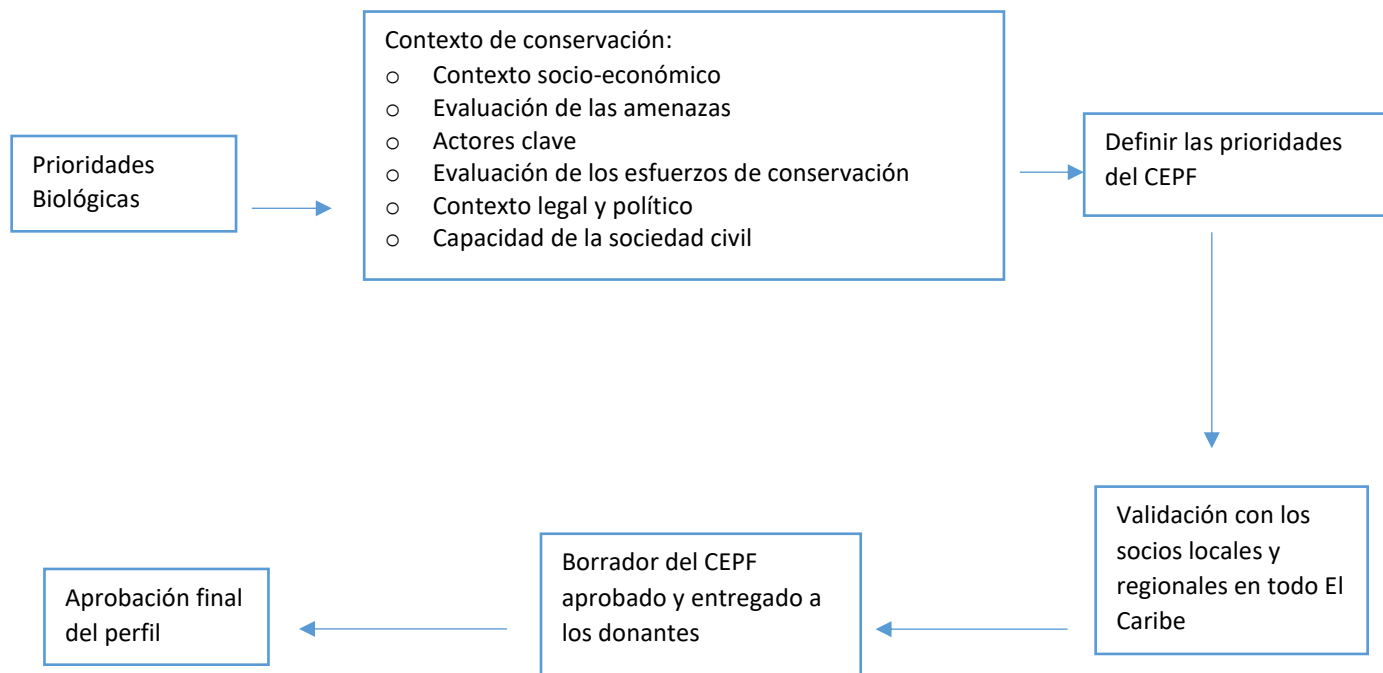 Prioridades
Biológicas
Contexto de conservación:
o Contexto socio-económico
o Evaluación de las amenazas
o Actores clave
o Evaluación de los esfuerzos de conservación
o Contexto legal y político
o Capacidad de la sociedad civil
Definir las prioridades
del CEPF
Validación con los
socios locales y
regionales en todo El
Caribe
Borrador del CEPF
aprobado y entregado a
los donantes
Aprobación final
del perfil